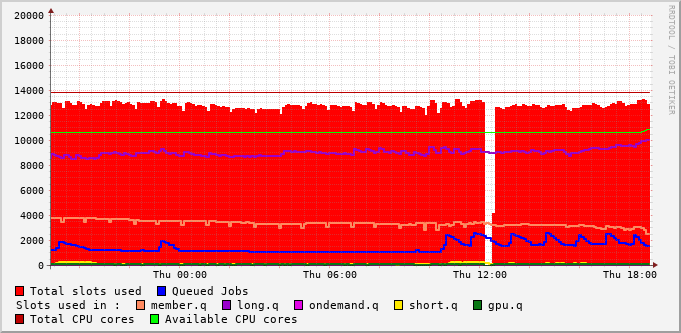 RRDTOOL / TOBI OETIKER
20000
18000
16000
14000
12000
10000
8000
6000
4000
2000
0
Thu 00:00 Thu 06:00 Thu 12:00 Thu 18:00
Total slots used Queued Jobs
Slots used in : member.q long.q ondemand.q short.q gpu.q
Total CPU cores Available CPU cores